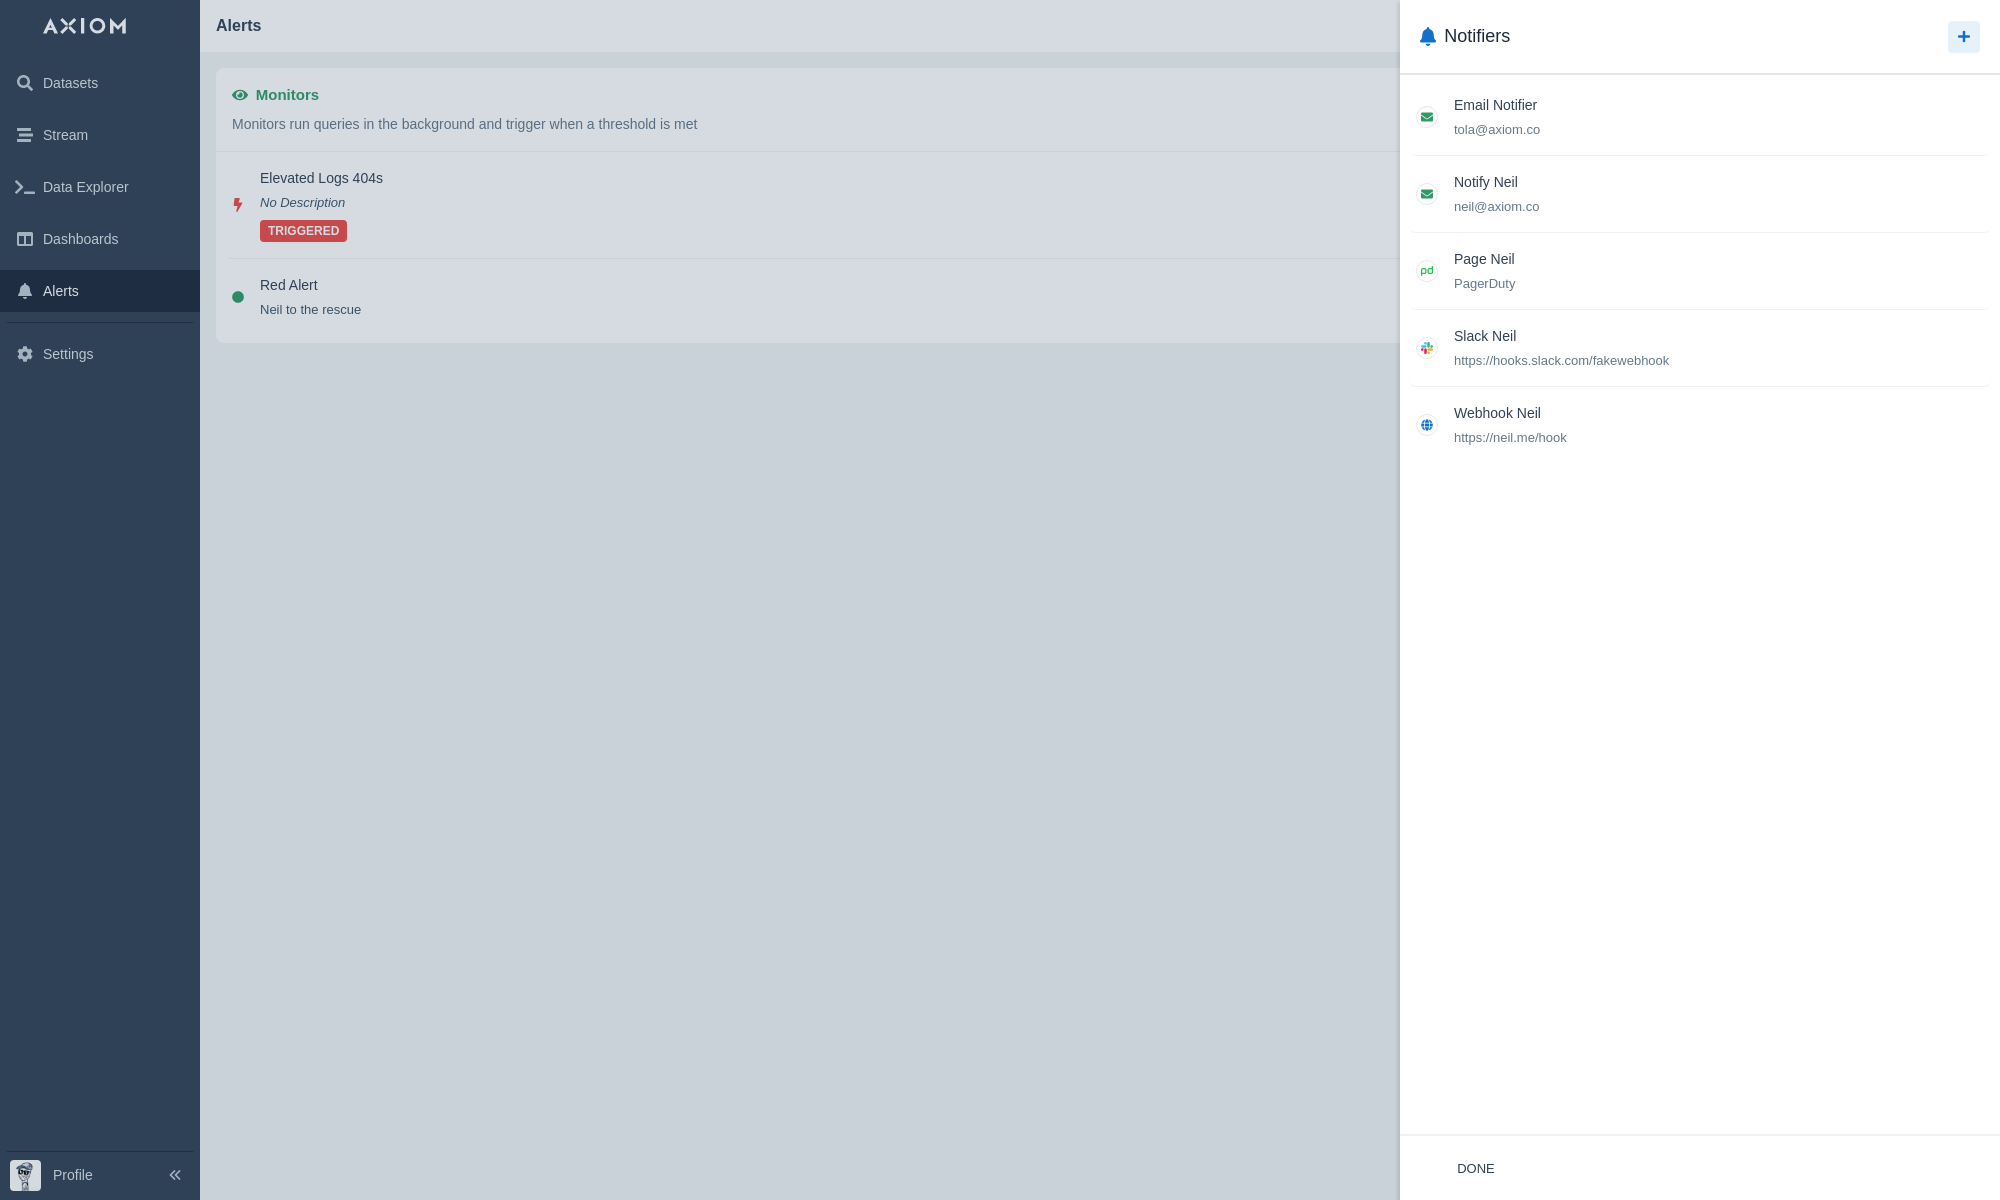 AXIOM
Datasets
Stream
Data Explorer
Dashboards
Alerts
Settings
Profile
Alerts
Monitors
Monitors run queries in the background and trigger when a threshold is met
Elevated Logs 404s
No Description
TRIGGERED
Red Alert
Neil to the rescue
Notifiers
Email Notifier
tola@axiom.co
Notify Neil
neil@axiom.co
pd
Page Neil
PagerDuty
Slack Neil
https://hooks.slack.com/fakewebhook
Webhook Neil
https://neil.me/hook
DONE